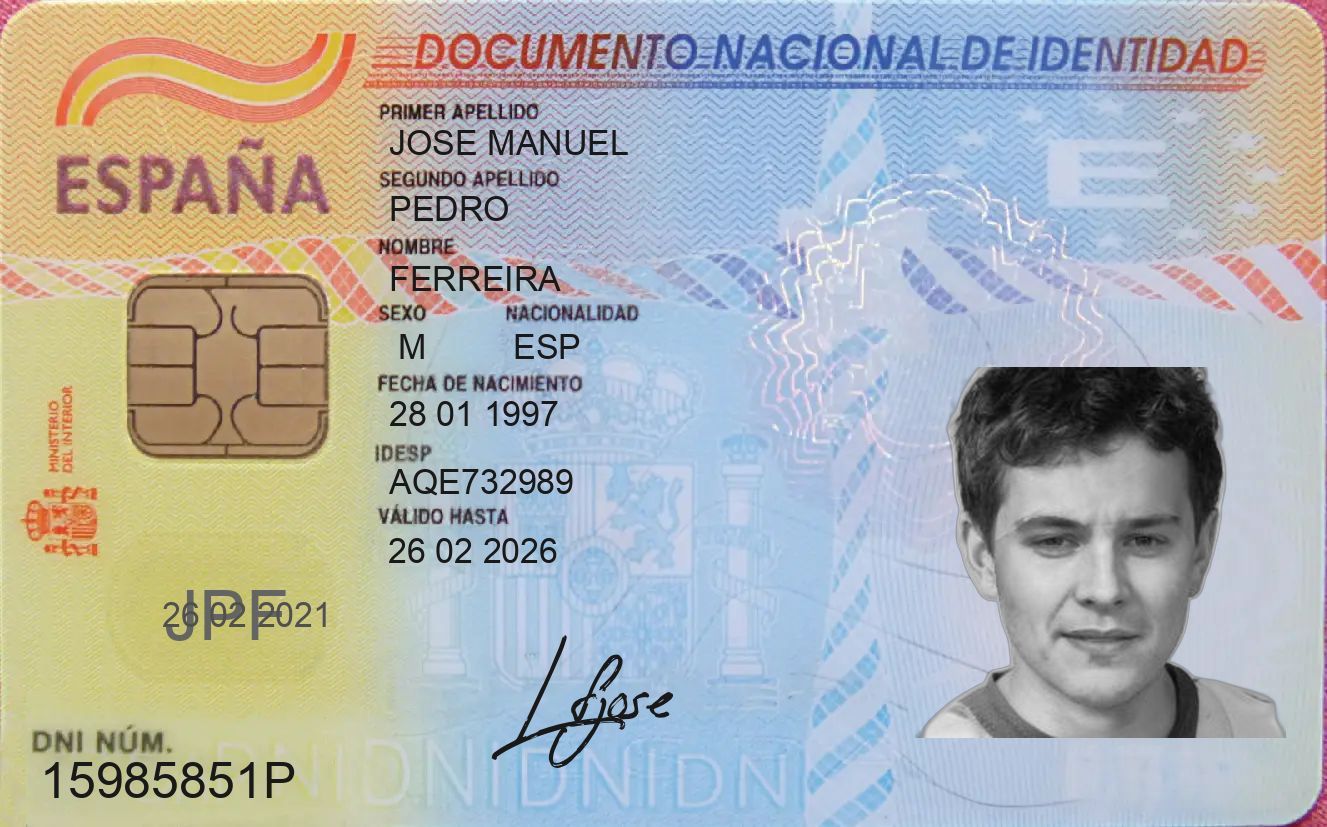 DOCUMENTO NACIONAL DE IDENTIDAD
ESPAÑA
PRIMER APELLIDO
JOSE MANUEL
SEGUNDO APELLIDO
PEDRO
NOMBRE
FERREIRA
SEXO NACIONALIDAD
M ESP
FECHA DE NACIMIENTO
28 01 1997
IDESP
AQE732989
VÁLIDO HASTA
26 02 2026
MINISTERIO
DEL INTERIOR
JPF
26 02 2021
DNI NÚM.
15985851P
E
DNIDNIDNIDNI